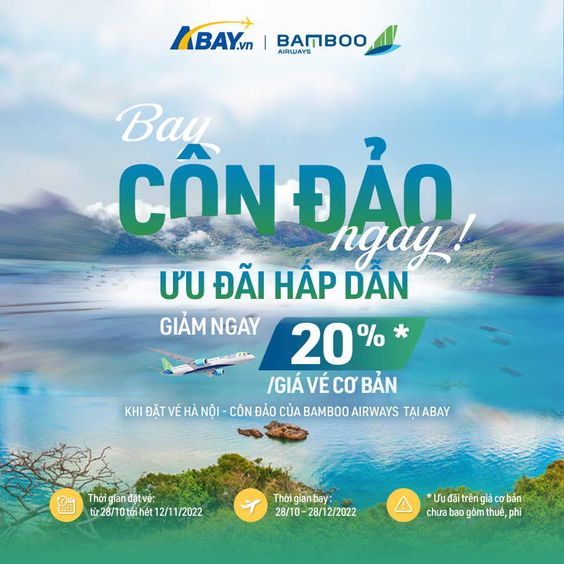 ABAY.vn | BAMBOO AIRWAYS
Bay
CÔN ĐẢO
ngay!
ƯU ĐÃI HẤP DẪN
GIẢM NGAY
20%*
/GIÁ VÉ CƠ BẢN
KHI ĐẶT VÉ HÀ NỘI - CÔN ĐẢO CỦA BAMBOO AIRWAYS TẠI ABAY
Thời gian đặt vé:
từ 28/10 tới hết 12/11/2022
Thời gian bay :
28/10 – 28/12/2022
* Ưu đãi trên giá cơ bản
chưa bao gồm thuế, phí